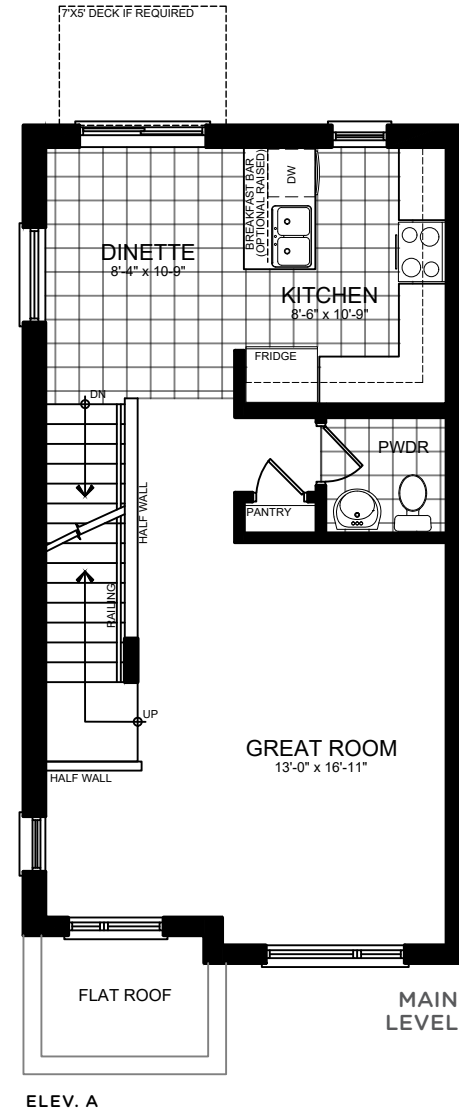 7'X5' DECK IF REQUIRED
BREAKFAST BAR
(OPTIONAL RAISED)
DW
DINETTE
8'-4" x 10-9"
KITCHEN
8'-6" x 10'-9"
FRIDGE
DN
HALF WALL
PWDR
PANTRY
RAILING
UP
GREAT ROOM
13'-0" x 16'-11"
HALF WALL
FLAT ROOF
MAIN
LEVEL
ELEV. A